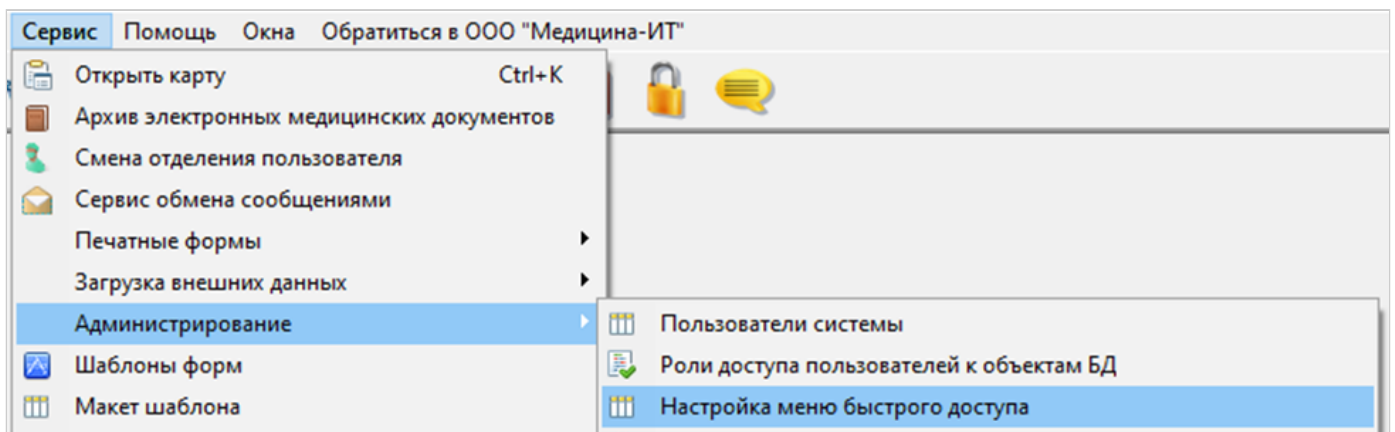 Сервис Помощь Окна Обратиться в ООО "Медицина-ИТ"
Открыть карту Ctrl+K
Архив электронных медицинских документов
Смена отделения пользователя
Сервис обмена сообщениями
Печатные формы
Загрузка внешних данных
Администрирование
Шаблоны форм
Макет шаблона
Пользователи системы
Роли доступа пользователей к объектам БД
Настройка меню быстрого доступа